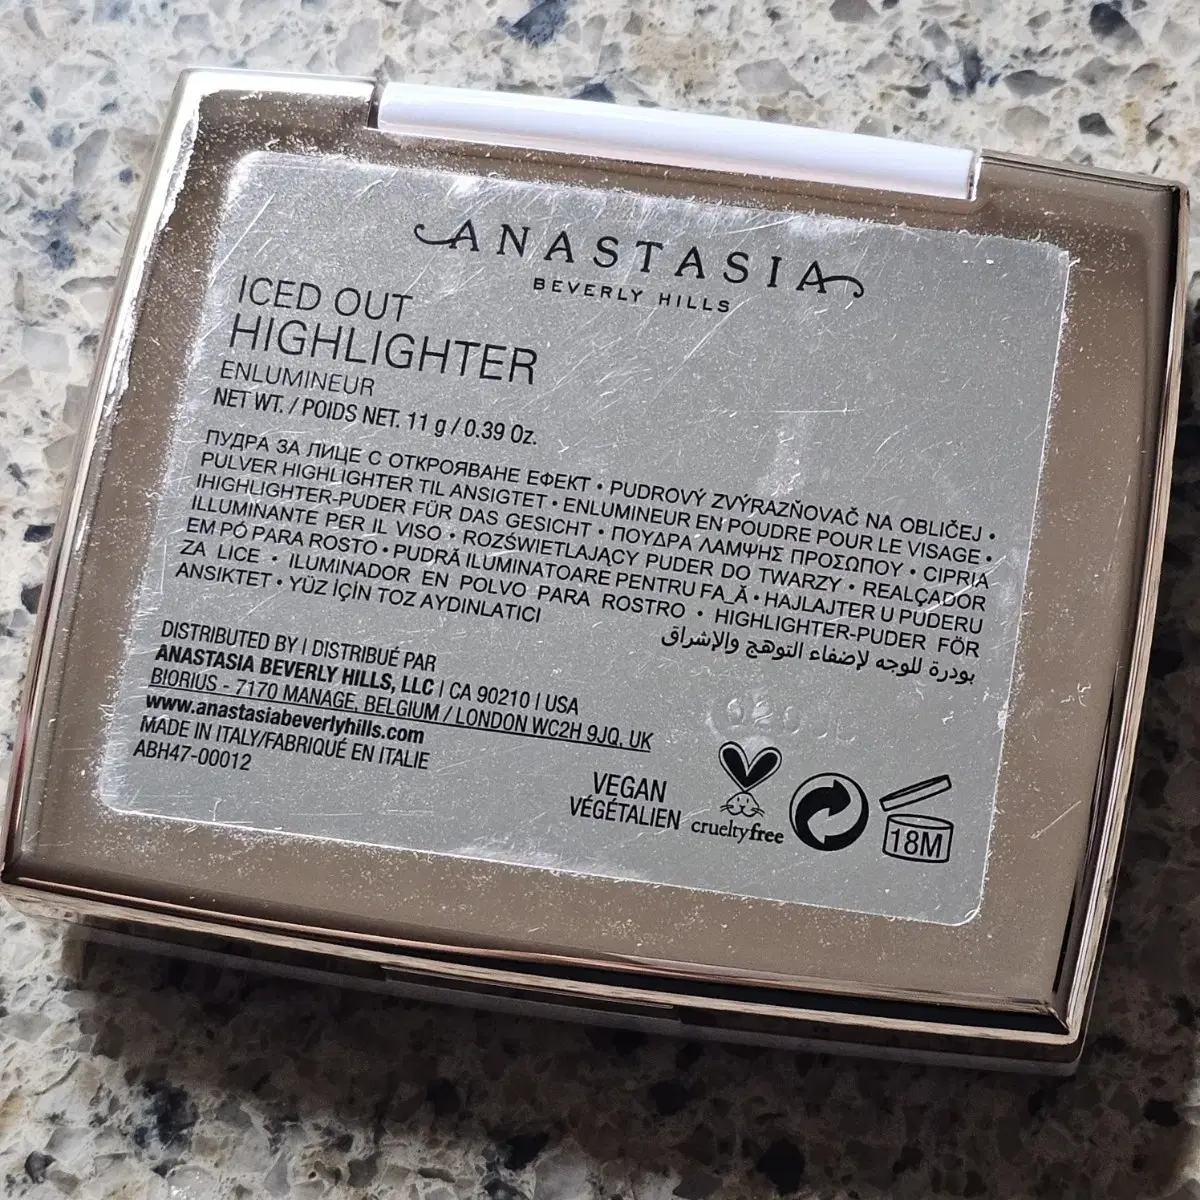 ANASTASIA
BEVERLY HILLS
ICED OUT
HIGHLIGHTER
ENLUMINEUR
NET WT. / POIDS NET. 11 g / 0.39 Oz.
ПУДРА ЗА ЛИЦЕ С ОТКРОЯВАНЕ ЕФЕКТ • PUDROVÝ ZVÝRAZŇOVAČ NA OBLIČEJ •
PULVER HIGHLIGHTER TIL ANSIGTET • ENLUMINEUR EN POUDRE POUR LE VISAGE •
IHIGHLIGHTER-PUDER FÜR DAS GESICHT • ΠΟΥΔΡΑ ΛΑΜΨΗΣ ΠΡΟΣΩΠΟΥ • CIPRIA
ILLUMINANTE PER IL VISO • ROZŚWIETLAJĄCY PUDER DO TWARZY • REALÇADOR
EM PÓ PARA ROSTO • PUDRĂ ILUMINATOARE PENTRU FA,Ă • HAJLAJTER U PUDERU
ZA LICE • ILUMINADOR EN POLVO PARA ROSTRO • HIGHLIGHTER-PUDER FÖR
ANSIKTET • YÜZ İÇİN TOZ AYDINLATICI
بودرة للوجه لإضفاء التوهج والإشراق
DISTRIBUTED BY | DISTRIBUÉ PAR
ANASTASIA BEVERLY HILLS, LLC | CA 90210 | USA
BIORIUS - 7170 MANAGE, BELGIUM / LONDON WC2H 9JQ, UK
www.anastasiabeverlyhills.com
MADE IN ITALY/FABRIQUÉ EN ITALIE
ABH47-00012
VEGAN
VÉGÉTALIEN
crueltyfree
18M